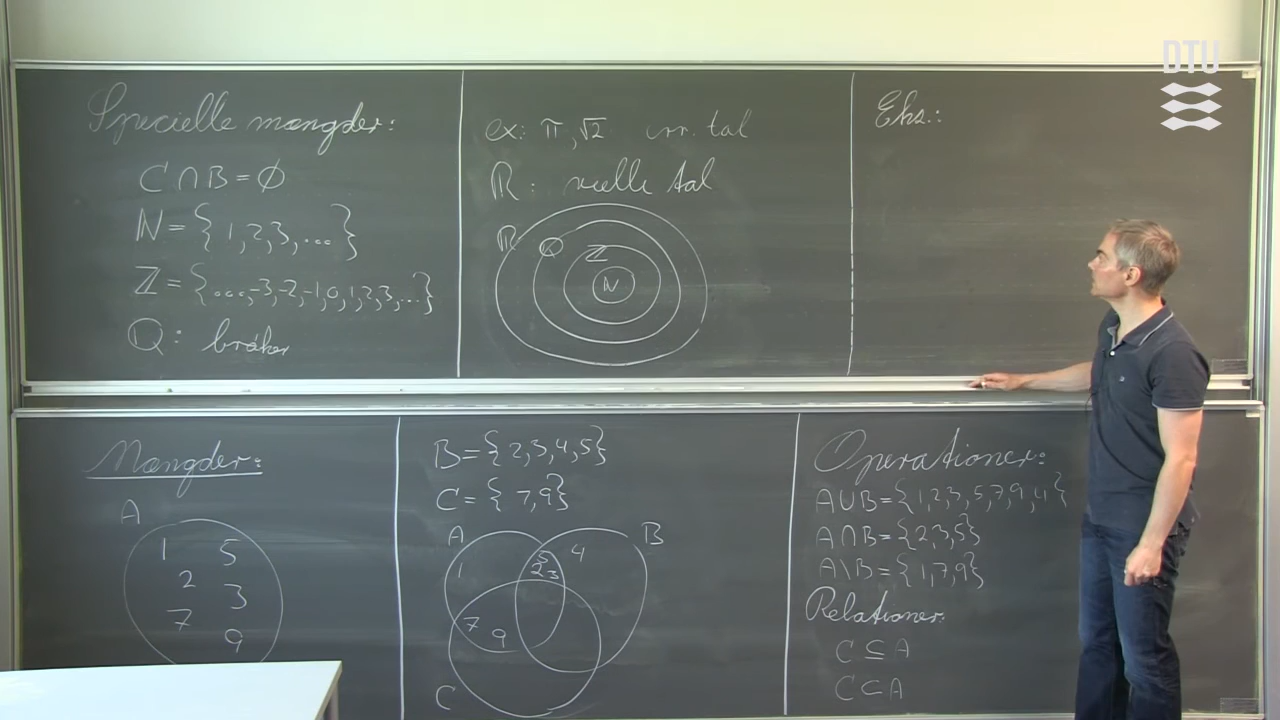 Specielle mængder:
C∩B=∅
ℕ={1,2,3,...}
ℤ={...,-3,-2,-1,0,1,2,3,...}
Q: brøker
ex: π,√2 irr. tal
ℝ: reelle tal
ℝ Q ℤ ℕ
Eks.:
DTU
Mængder:
A
1 5
2 3
7 9
B={2,3,4,5}
C={7,9}
A B
1 5 4
2 3
7 9
C
Operationer:
A∪B={1,2,3,5,7,9,4}
A∩B={2,3,5}
A\B={1,7,9}
Relationer:
C⊆A
C⊂A